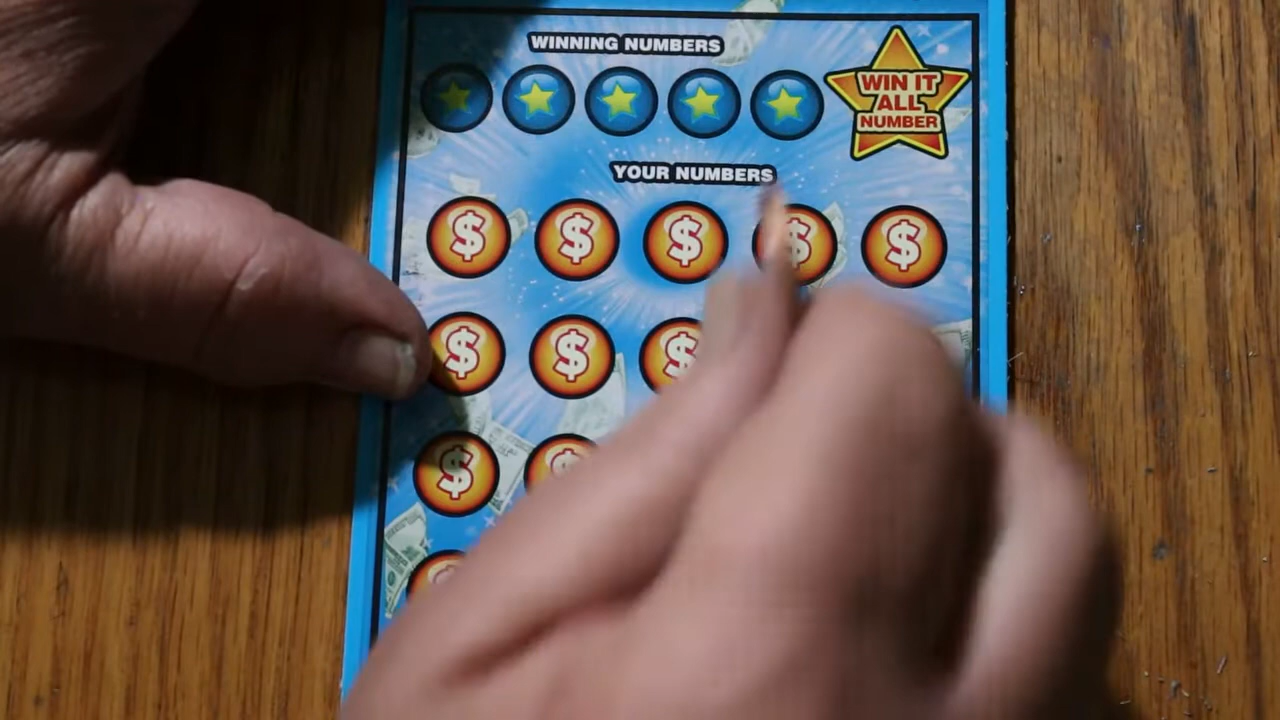 WINNING NUMBERS
WIN IT
ALL
NUMBER
YOUR NUMBERS
$ $ $ $ $
$ $ $
$ $
$